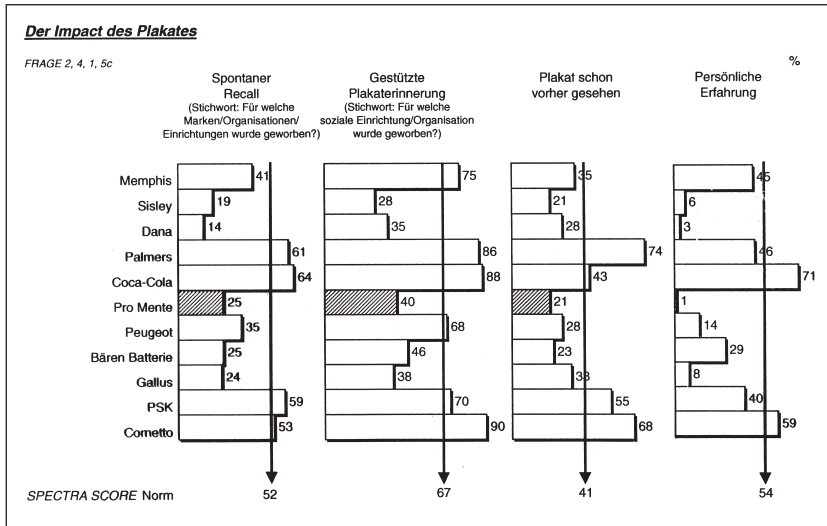 Der Impact des Plakates
FRAGE 2, 4, 1, 5c
%
Spontaner
Recall
(Stichwort: Für welche
Marken/Organisationen/
Einrichtungen wurde geworben?)
Gestützte
Plakaterinnerung
(Stichwort: Für welche
soziale Einrichtung/Organisation
wurde geworben?)
Plakat schon
vorher gesehen
Persönliche
Erfahrung
Memphis 41 75 35 45
Sisley 19 28 21 6
Dana 14 35 28 3
Palmers 61 86 74 46
Coca-Cola 64 88 43 71
Pro Mente 25 40 21 1
Peugeot 35 68 28 14
Bären Batterie 25 46 23 29
Gallus 24 38 38 8
PSK 59 70 55 40
Cornetto 53 90 68 59
SPECTRA SCORE Norm 52 67 41 54